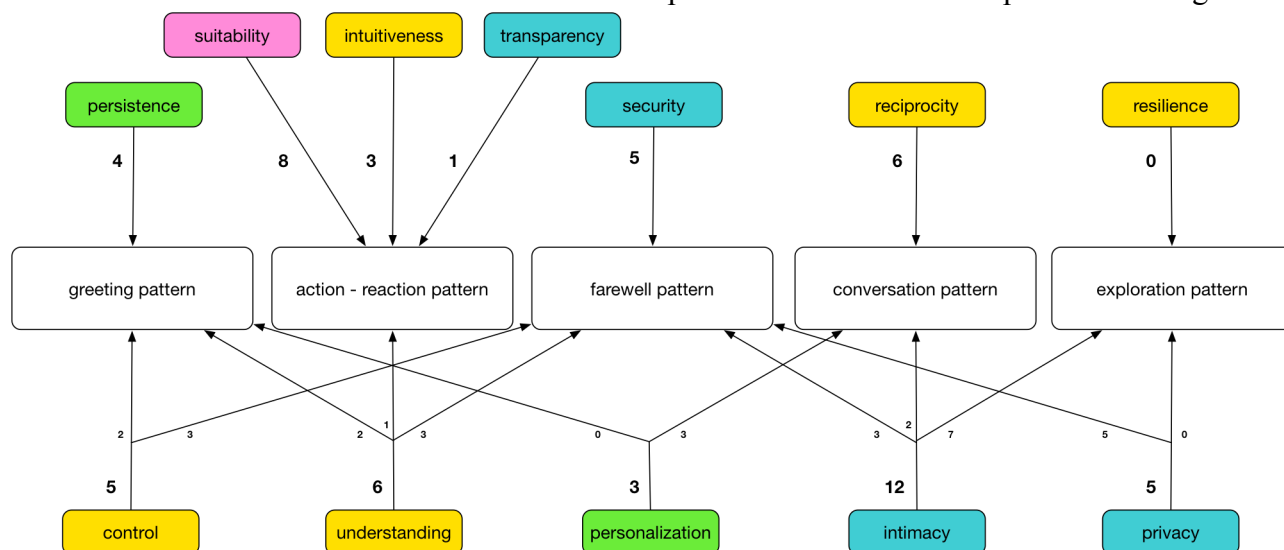 suitability
intuitiveness
transparency
persistence
security
reciprocity
resilience
4
8
3
1
5
6
0
greeting pattern
action - reaction pattern
farewell pattern
conversation pattern
exploration pattern
2
3
2
1
3
0
3
3
2
7
5
0
5
6
3
12
5
control
understanding
personalization
intimacy
privacy